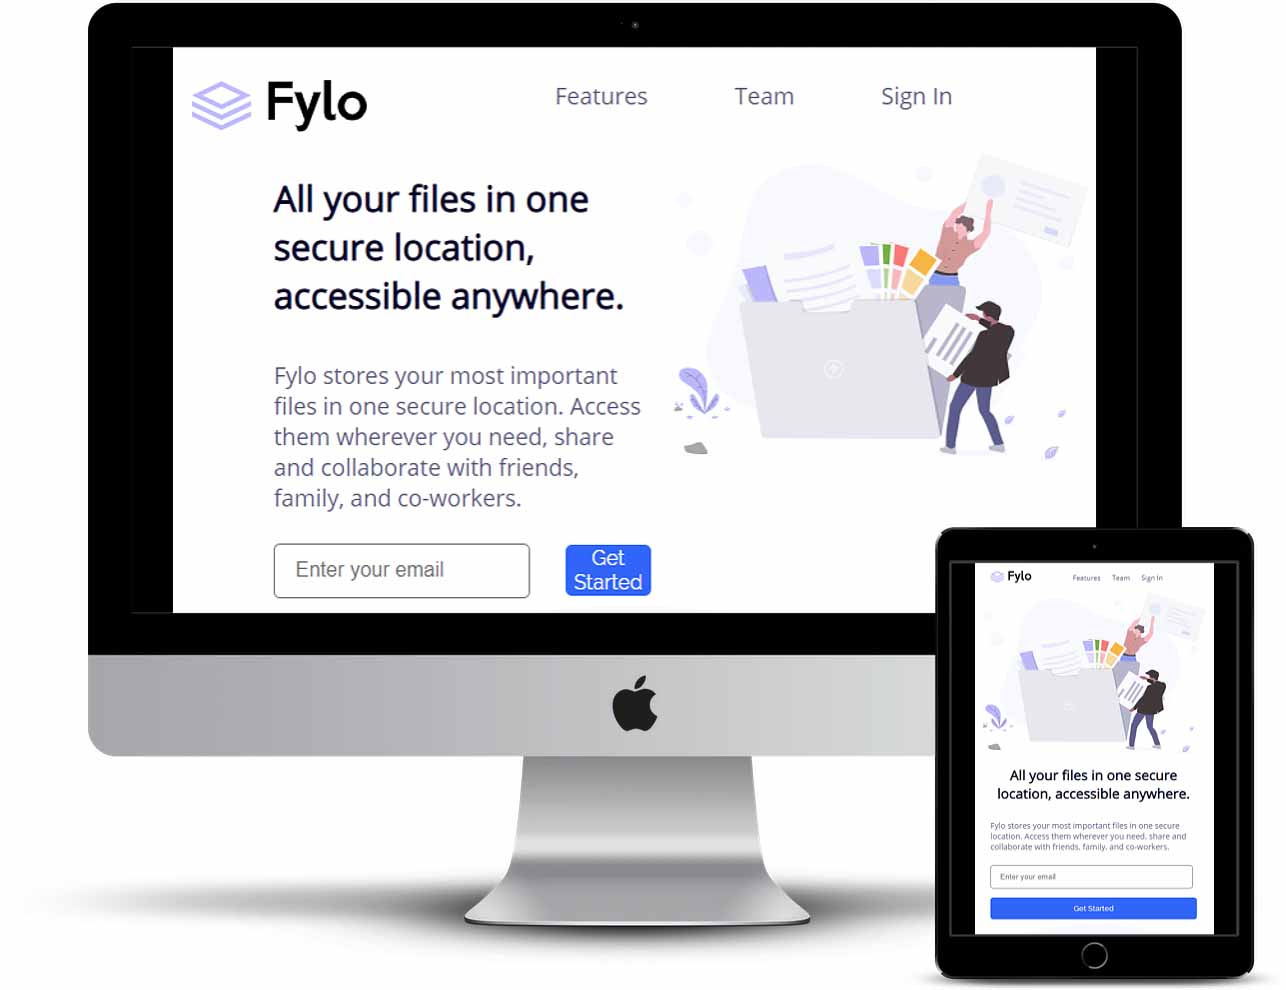 Fylo
Features Team Sign In
All your files in one
secure location,
accessible anywhere.
Fylo stores your most important
files in one secure location. Access
them wherever you need, share
and collaborate with friends,
family, and co-workers.
Enter your email
Get
Started
Fylo Features Team Sign In
All your files in one secure
location, accessible anywhere.
Fylo stores your most important files in one secure
location. Access them wherever you need, share and
collaborate with friends, family, and co-workers.
Enter your email
Get Started